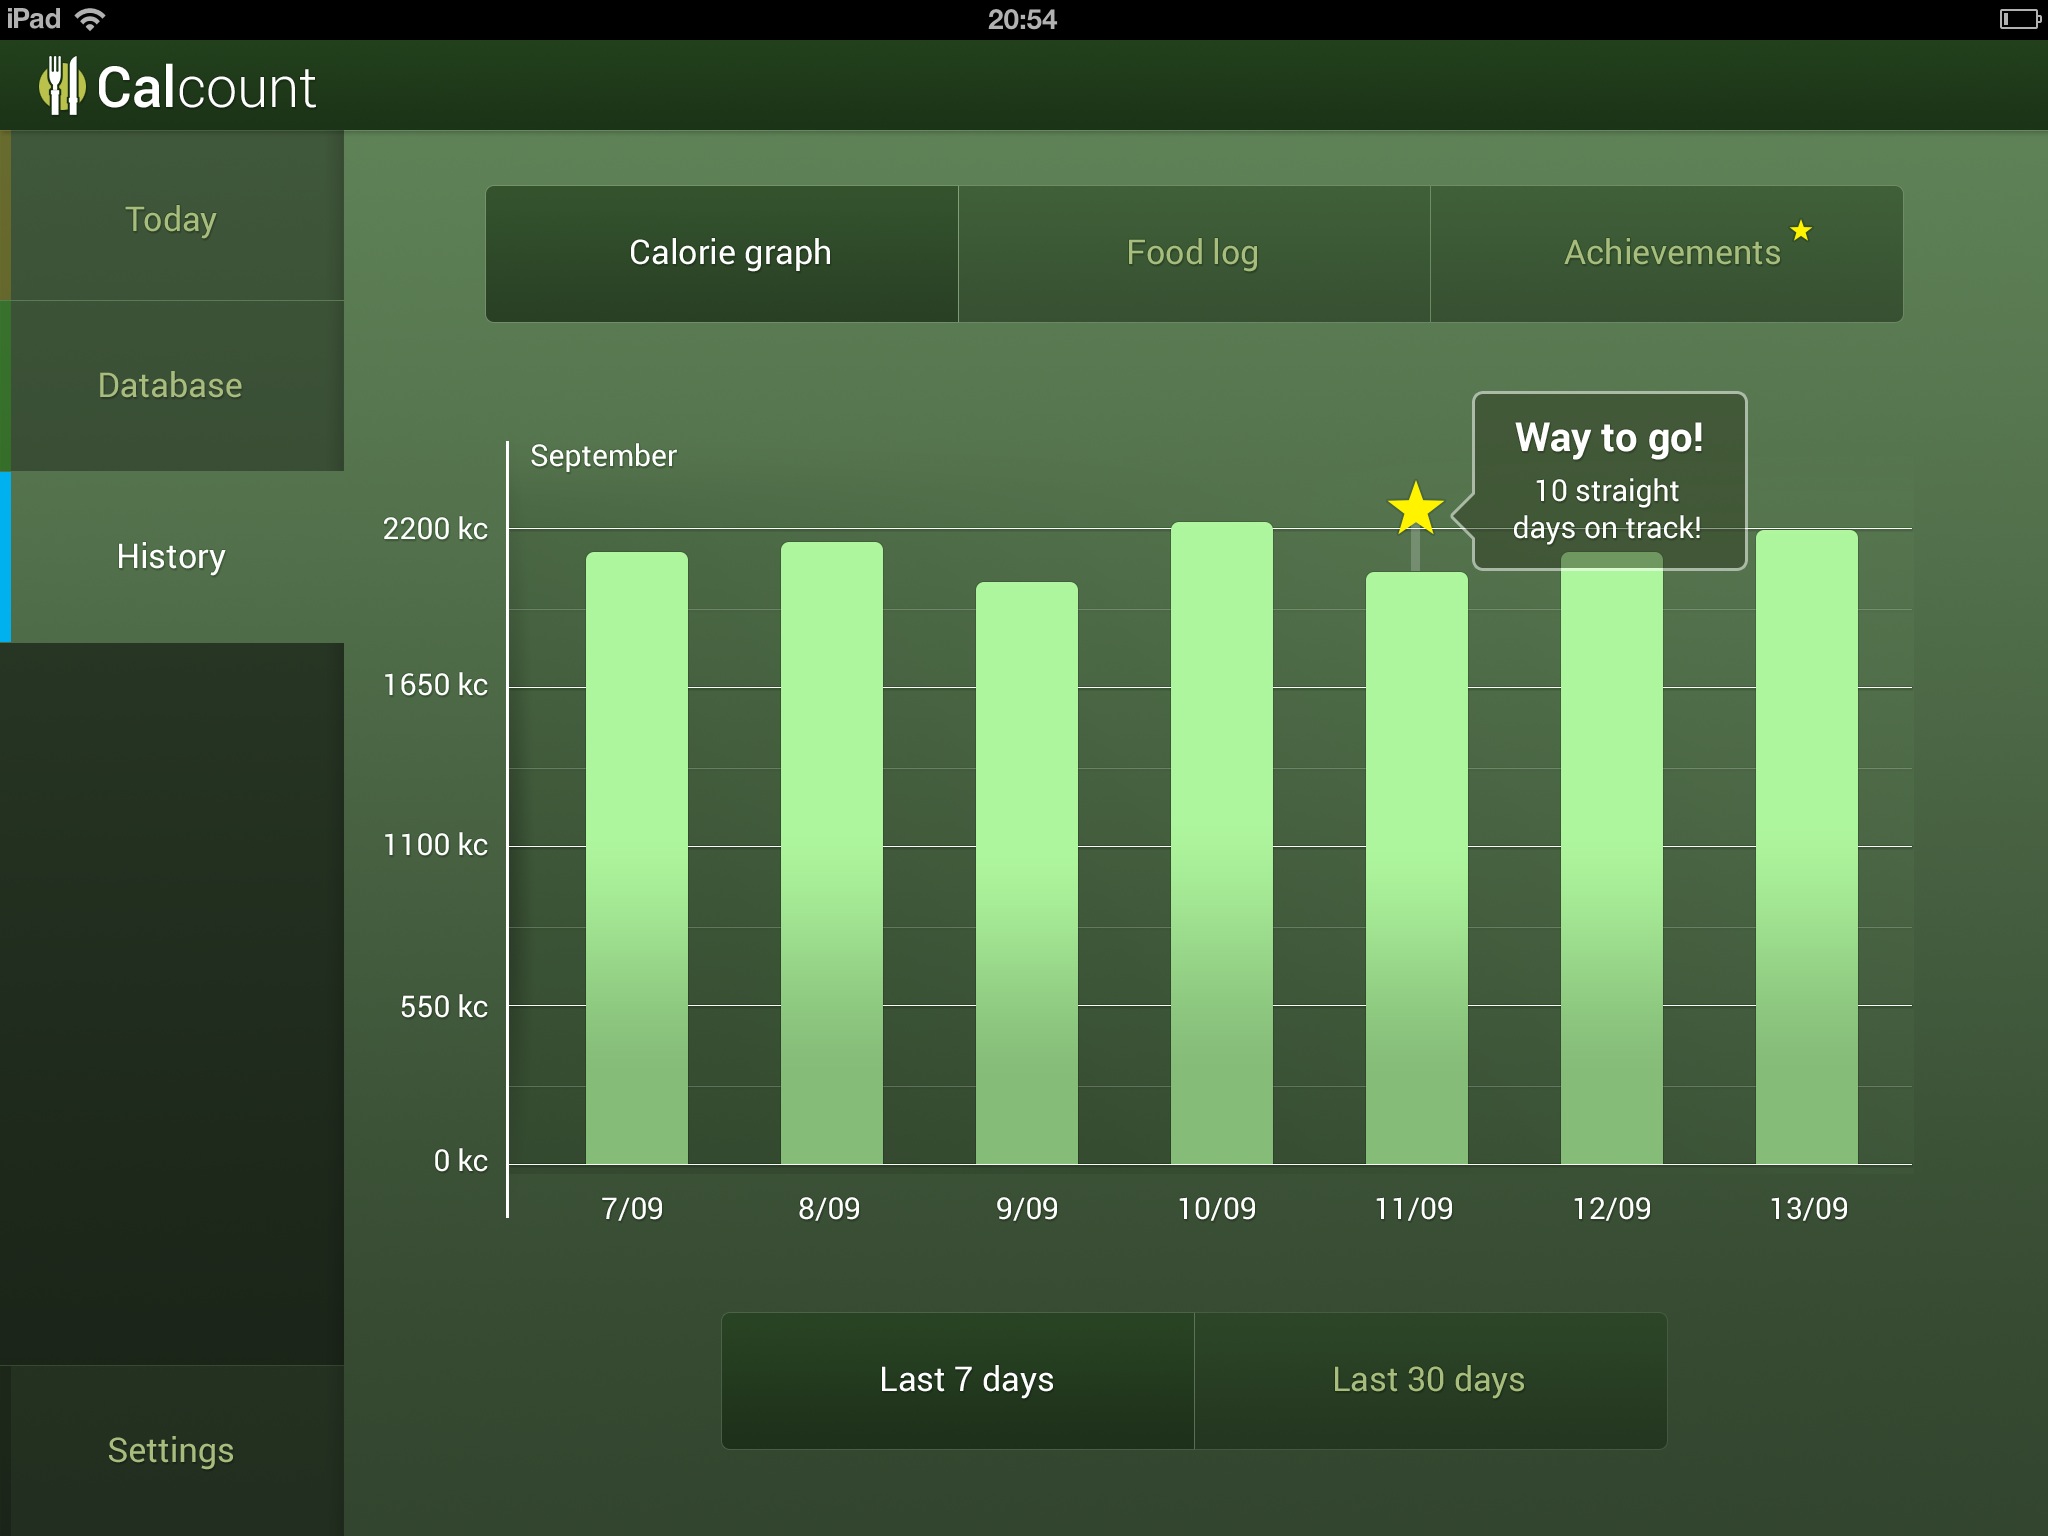 iPad
20:54
Calcount
Today
Database
History
Settings
Calorie graph
Food log
Achievements
September
Way to go!
10 straight
days on track!
2200 kc
1650 kc
1100 kc
550 kc
0 kc
7/09
8/09
9/09
10/09
11/09
12/09
13/09
Last 7 days
Last 30 days